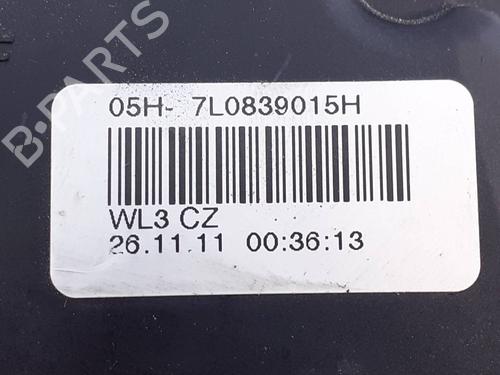 B-PARTS
05H- 7L0839015H
WL3 CZ
26.11.11 00:36:13